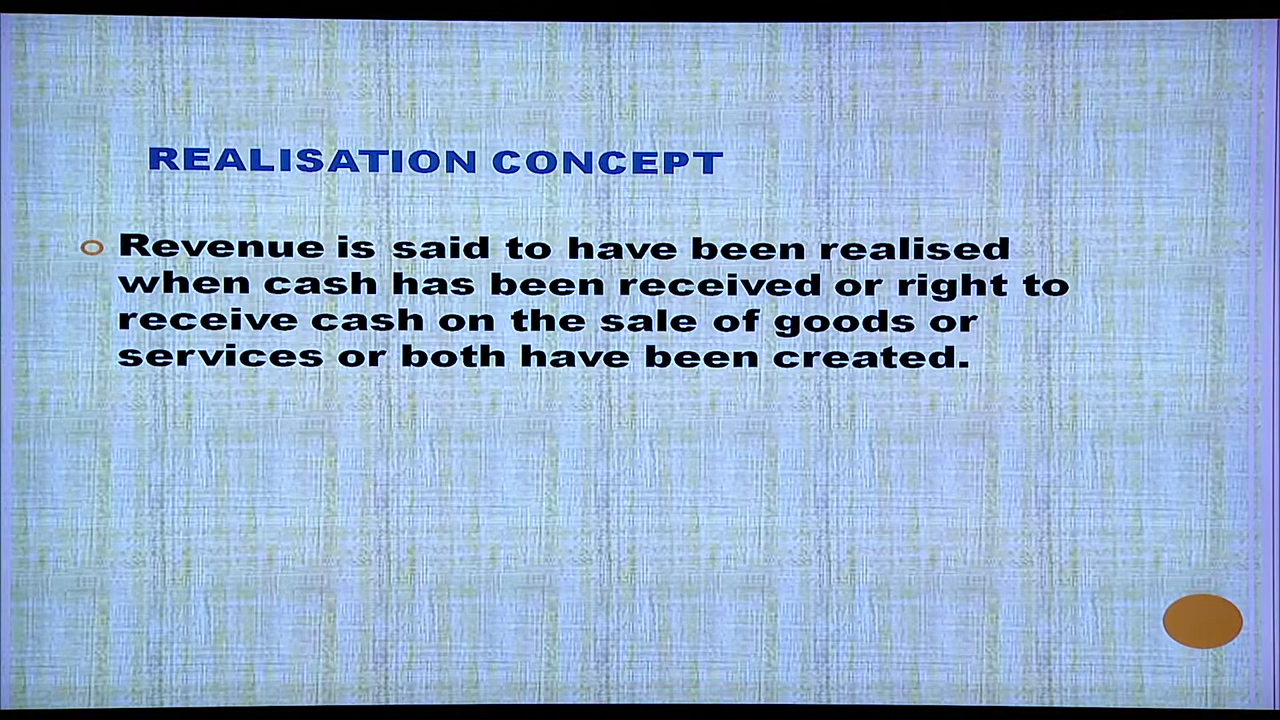 REALISATION CONCEPT
Revenue is said to have been realised
when cash has been received or right to
receive cash on the sale of goods or
services or both have been created.